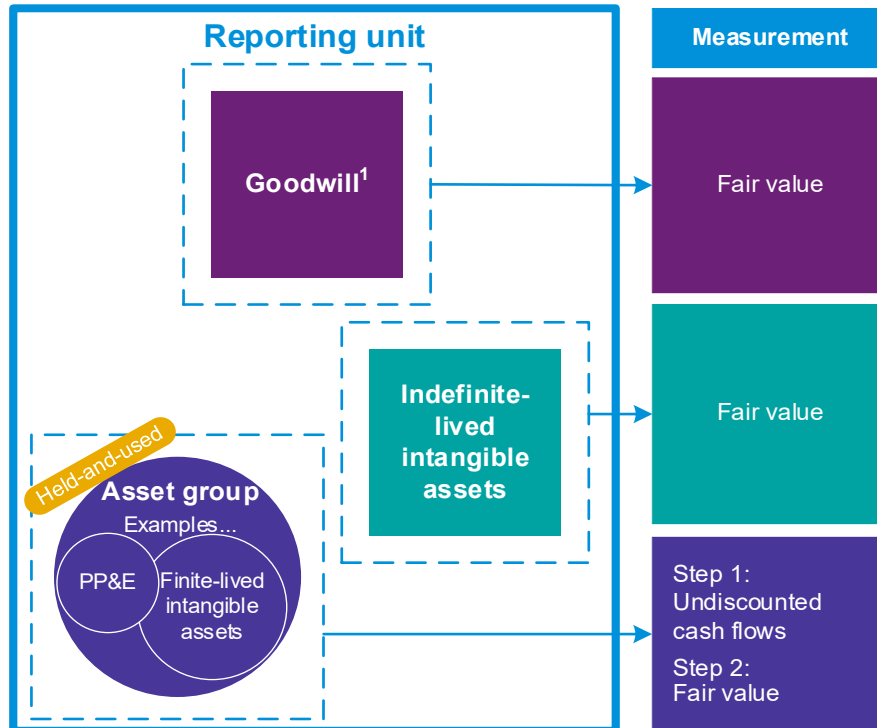 Reporting unit
Measurement
Goodwill¹
Fair value
Indefinite-
lived
intangible
assets
Fair value
Held-and-used
Asset group
Examples...
PP&E
Finite-lived
intangible
assets
Step 1:
Undiscounted
cash flows
Step 2:
Fair value